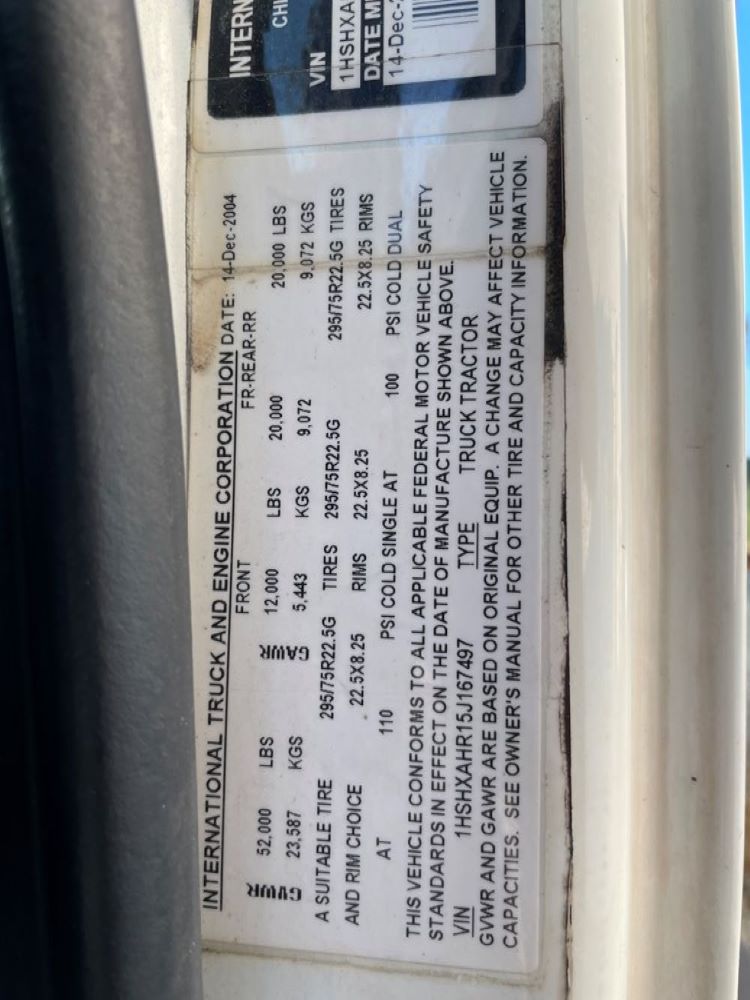 INTERN
CHI
VIN
1HSHXA
DATE M
14-Dec-2
INTERNATIONAL TRUCK AND ENGINE CORPORATION DATE: 14-Dec-2004
FRONT FR-REAR-RR
GVWR 52,000 LBS GAWR 12,000 LBS 20,000 20,000 LBS
23,587 KGS 5,443 KGS 9,072 9,072 KGS
A SUITABLE TIRE 295/75R22.5G TIRES 295/75R22.5G 295/75R22.5G TIRES
AND RIM CHOICE 22.5X8.25 RIMS 22.5X8.25 22.5X8.25 RIMS
AT 110 PSI COLD SINGLE AT 100 PSI COLD DUAL
THIS VEHICLE CONFORMS TO ALL APPLICABLE FEDERAL MOTOR VEHICLE SAFETY
STANDARDS IN EFFECT ON THE DATE OF MANUFACTURE SHOWN ABOVE.
VIN 1HSHXAHR15J167497 TYPE TRUCK TRACTOR
GVWR AND GAWR ARE BASED ON ORIGINAL EQUIP. A CHANGE MAY AFFECT VEHICLE
CAPACITIES. SEE OWNER'S MANUAL FOR OTHER TIRE AND CAPACITY INFORMATION.